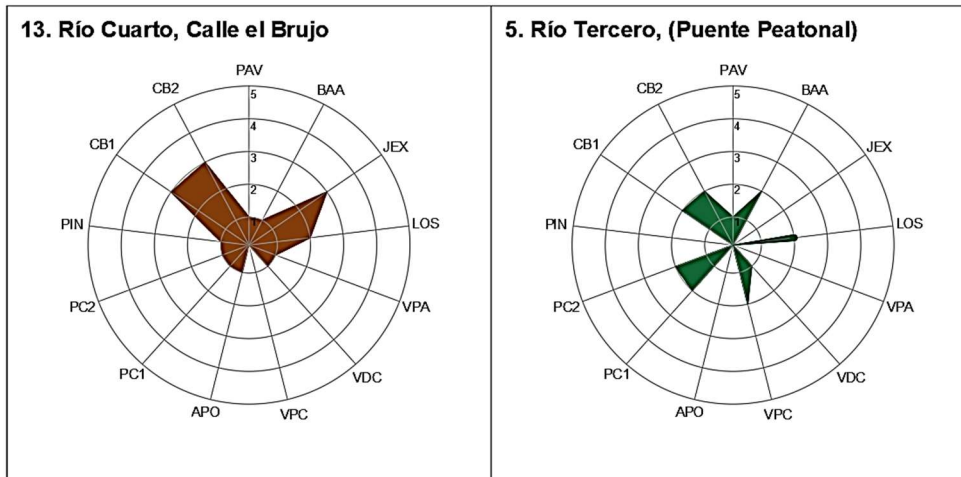 13. Río Cuarto, Calle el Brujo
PAV
BAA
JEX
LOS
VPA
VDC
VPC
APO
PC1
PC2
PIN
CB1
CB2
5
4
3
2
1
5. Río Tercero, (Puente Peatonal)
PAV
BAA
JEX
LOS
VPA
VDC
VPC
APO
PC1
PC2
PIN
CB1
CB2
5
4
3
2
1